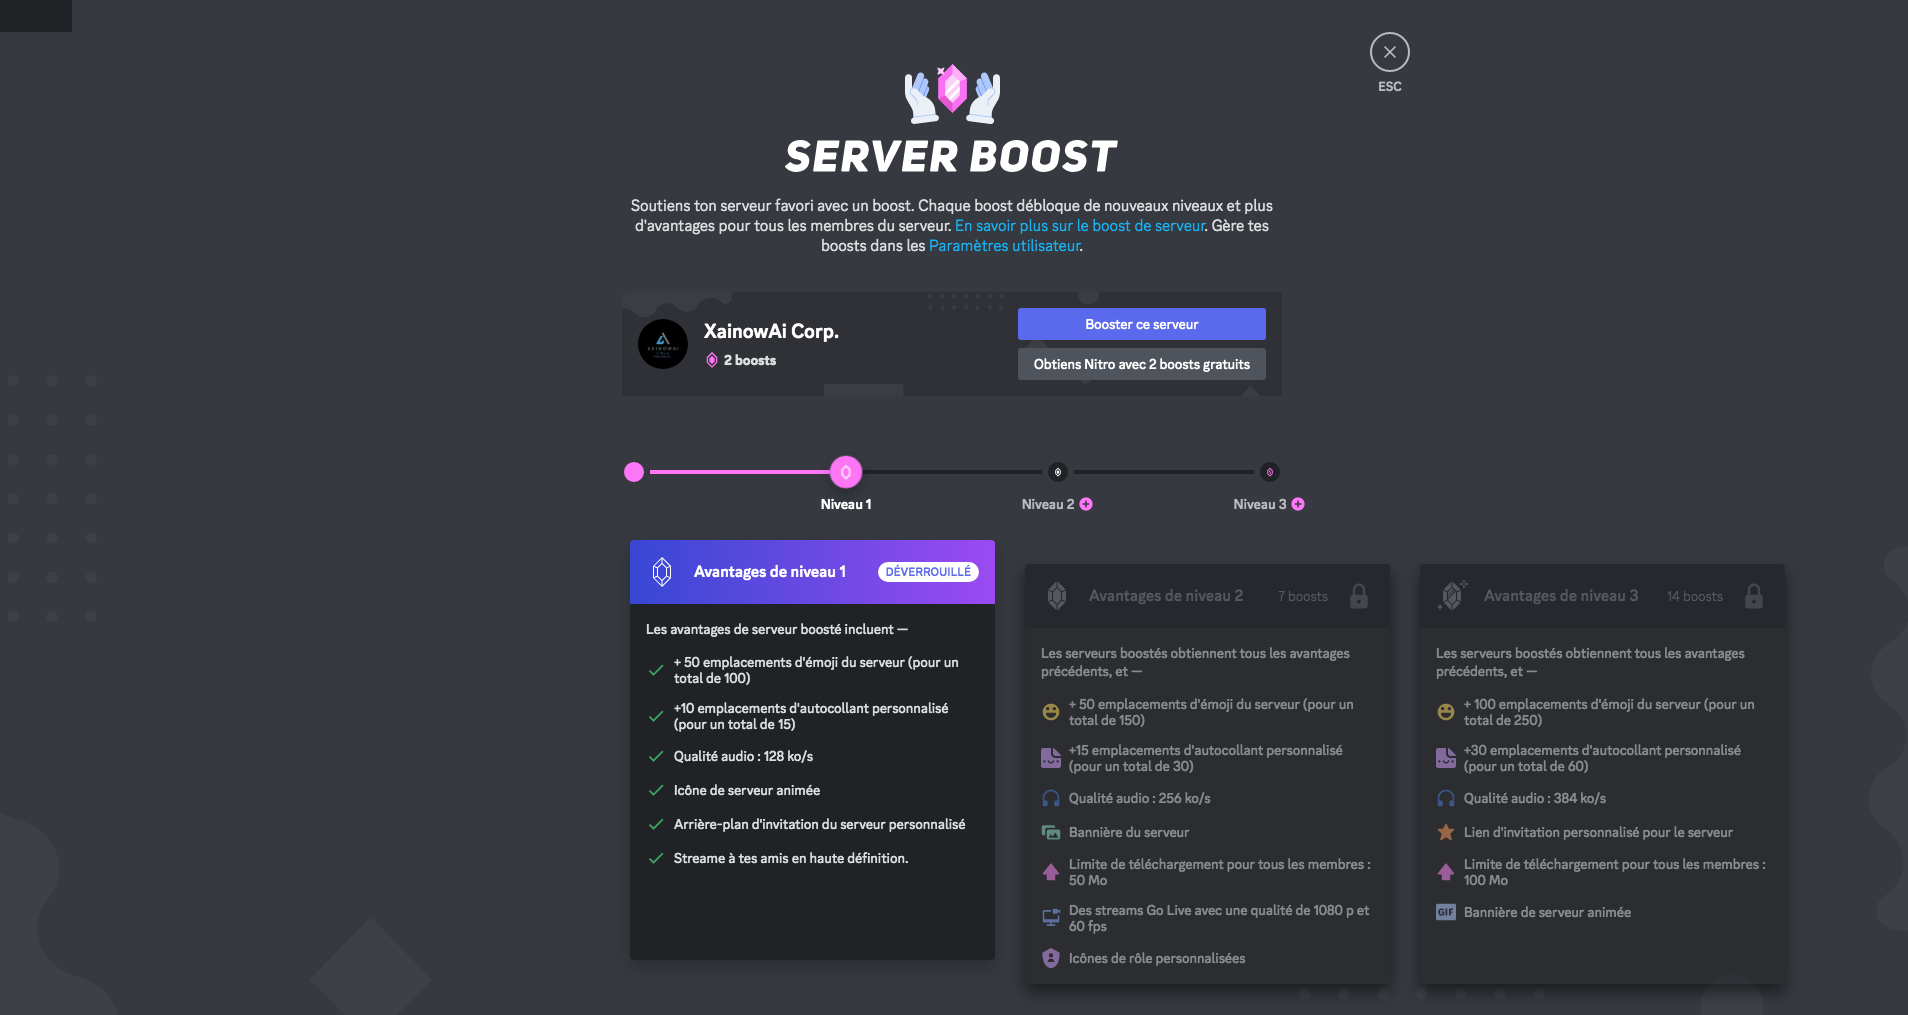 ESC
SERVER BOOST
Soutiens ton serveur favori avec un boost. Chaque boost débloque de nouveaux niveaux et plus
d'avantages pour tous les membres du serveur. En savoir plus sur le boost de serveur. Gère tes
boosts dans les Paramètres utilisateur.
XainowAi Corp.
2 boosts
Booster ce serveur
Obtiens Nitro avec 2 boosts gratuits
Niveau 1
Niveau 2
Niveau 3
Avantages de niveau 1
DÉVERROUILLÉ
Les avantages de serveur boosté incluent —
+ 50 emplacements d'émoji du serveur (pour un
total de 100)
+10 emplacements d'autocollant personnalisé
(pour un total de 15)
Qualité audio : 128 ko/s
Icône de serveur animée
Arrière-plan d'invitation du serveur personnalisé
Streame à tes amis en haute définition.
Avantages de niveau 2
7 boosts
Les serveurs boostés obtiennent tous les avantages
précédents, et —
+ 50 emplacements d'émoji du serveur (pour un
total de 150)
+15 emplacements d'autocollant personnalisé
(pour un total de 30)
Qualité audio : 256 ko/s
Bannière du serveur
Limite de téléchargement pour tous les membres :
50 Mo
Des streams Go Live avec une qualité de 1080 p et
60 fps
Icônes de rôle personnalisées
Avantages de niveau 3
14 boosts
Les serveurs boostés obtiennent tous les avantages
précédents, et —
+ 100 emplacements d'émoji du serveur (pour un
total de 250)
+30 emplacements d'autocollant personnalisé
(pour un total de 60)
Qualité audio : 384 ko/s
Lien d'invitation personnalisé pour le serveur
Limite de téléchargement pour tous les membres :
100 Mo
GIF
Bannière de serveur animée